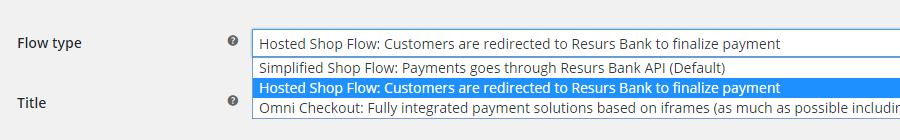 Flow type
Hosted Shop Flow: Customers are redirected to Resurs Bank to finalize payment
Simplified Shop Flow: Payments goes through Resurs Bank API (Default)
Hosted Shop Flow: Customers are redirected to Resurs Bank to finalize payment
Title
Omni Checkout: Fully integrated payment solutions based on iframes (as much as possible includin